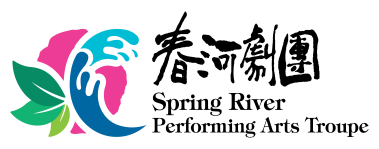 春河劇團
Spring River
Performing Arts Troupe